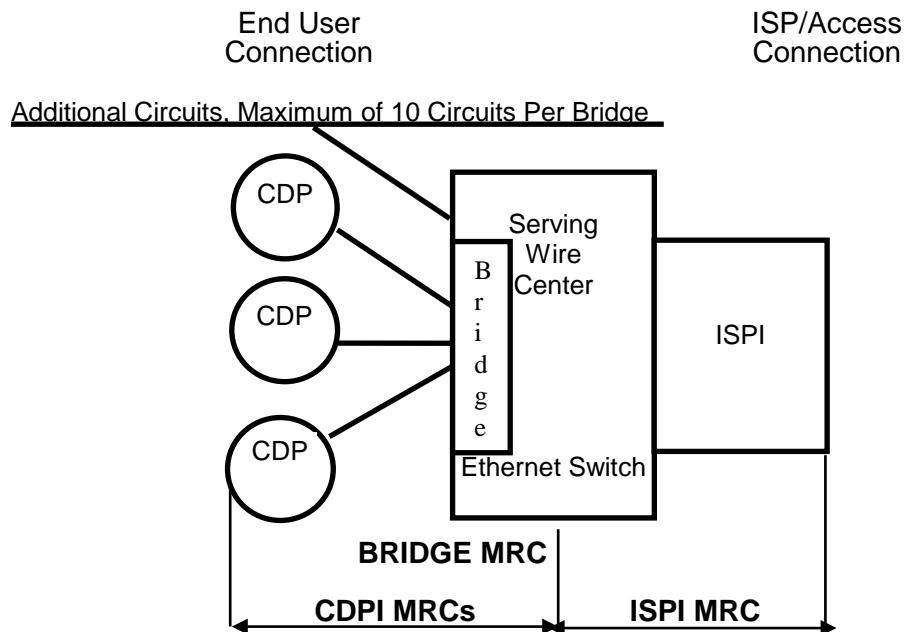 End User
Connection
ISP/Access
Connection
Additional Circuits, Maximum of 10 Circuits Per Bridge
CDP
CDP
CDP
Serving
Wire
Center
Bridge
Ethernet Switch
ISPI
BRIDGE MRC
CDPI MRCs
ISPI MRC